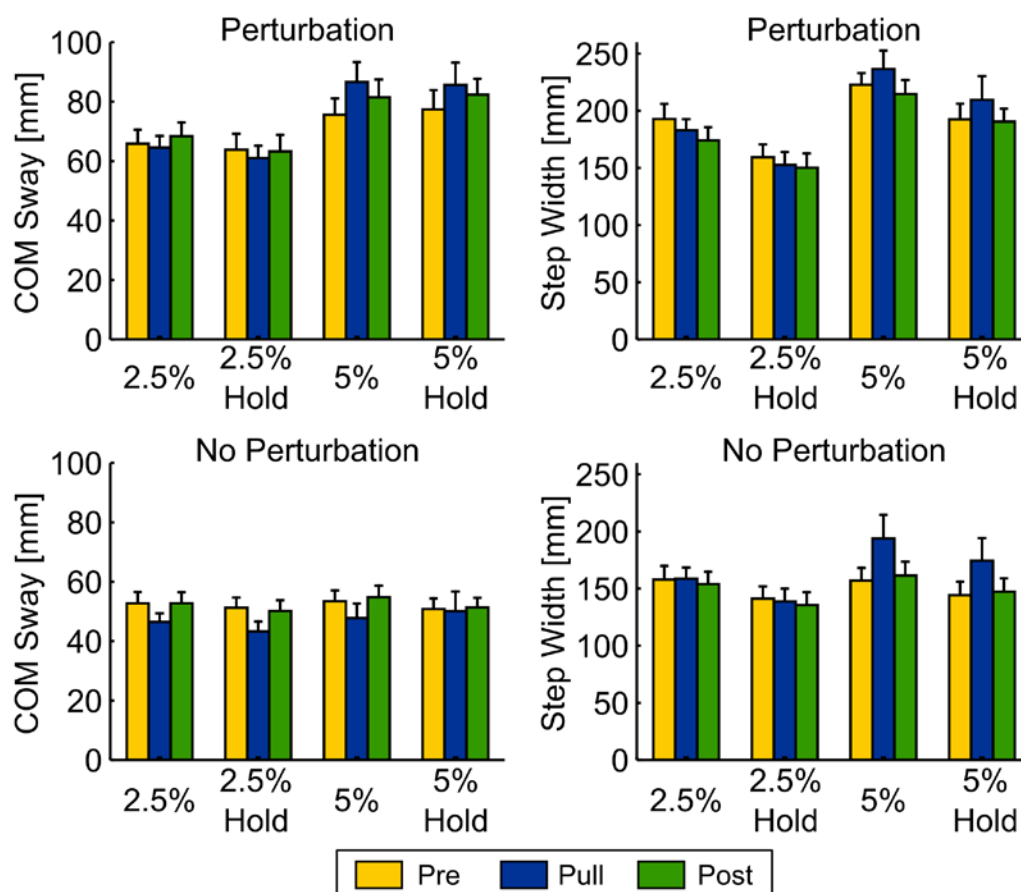 Perturbation
COM Sway [mm]
100
80
60
40
20
0
2.5%
2.5%
Hold
5%
5%
Hold
Perturbation
Step Width [mm]
250
200
150
100
50
0
2.5%
2.5%
Hold
5%
5%
Hold
No Perturbation
COM Sway [mm]
100
80
60
40
20
0
2.5%
2.5%
Hold
5%
5%
Hold
No Perturbation
Step Width [mm]
250
200
150
100
50
0
2.5%
2.5%
Hold
5%
5%
Hold
Pre Pull Post